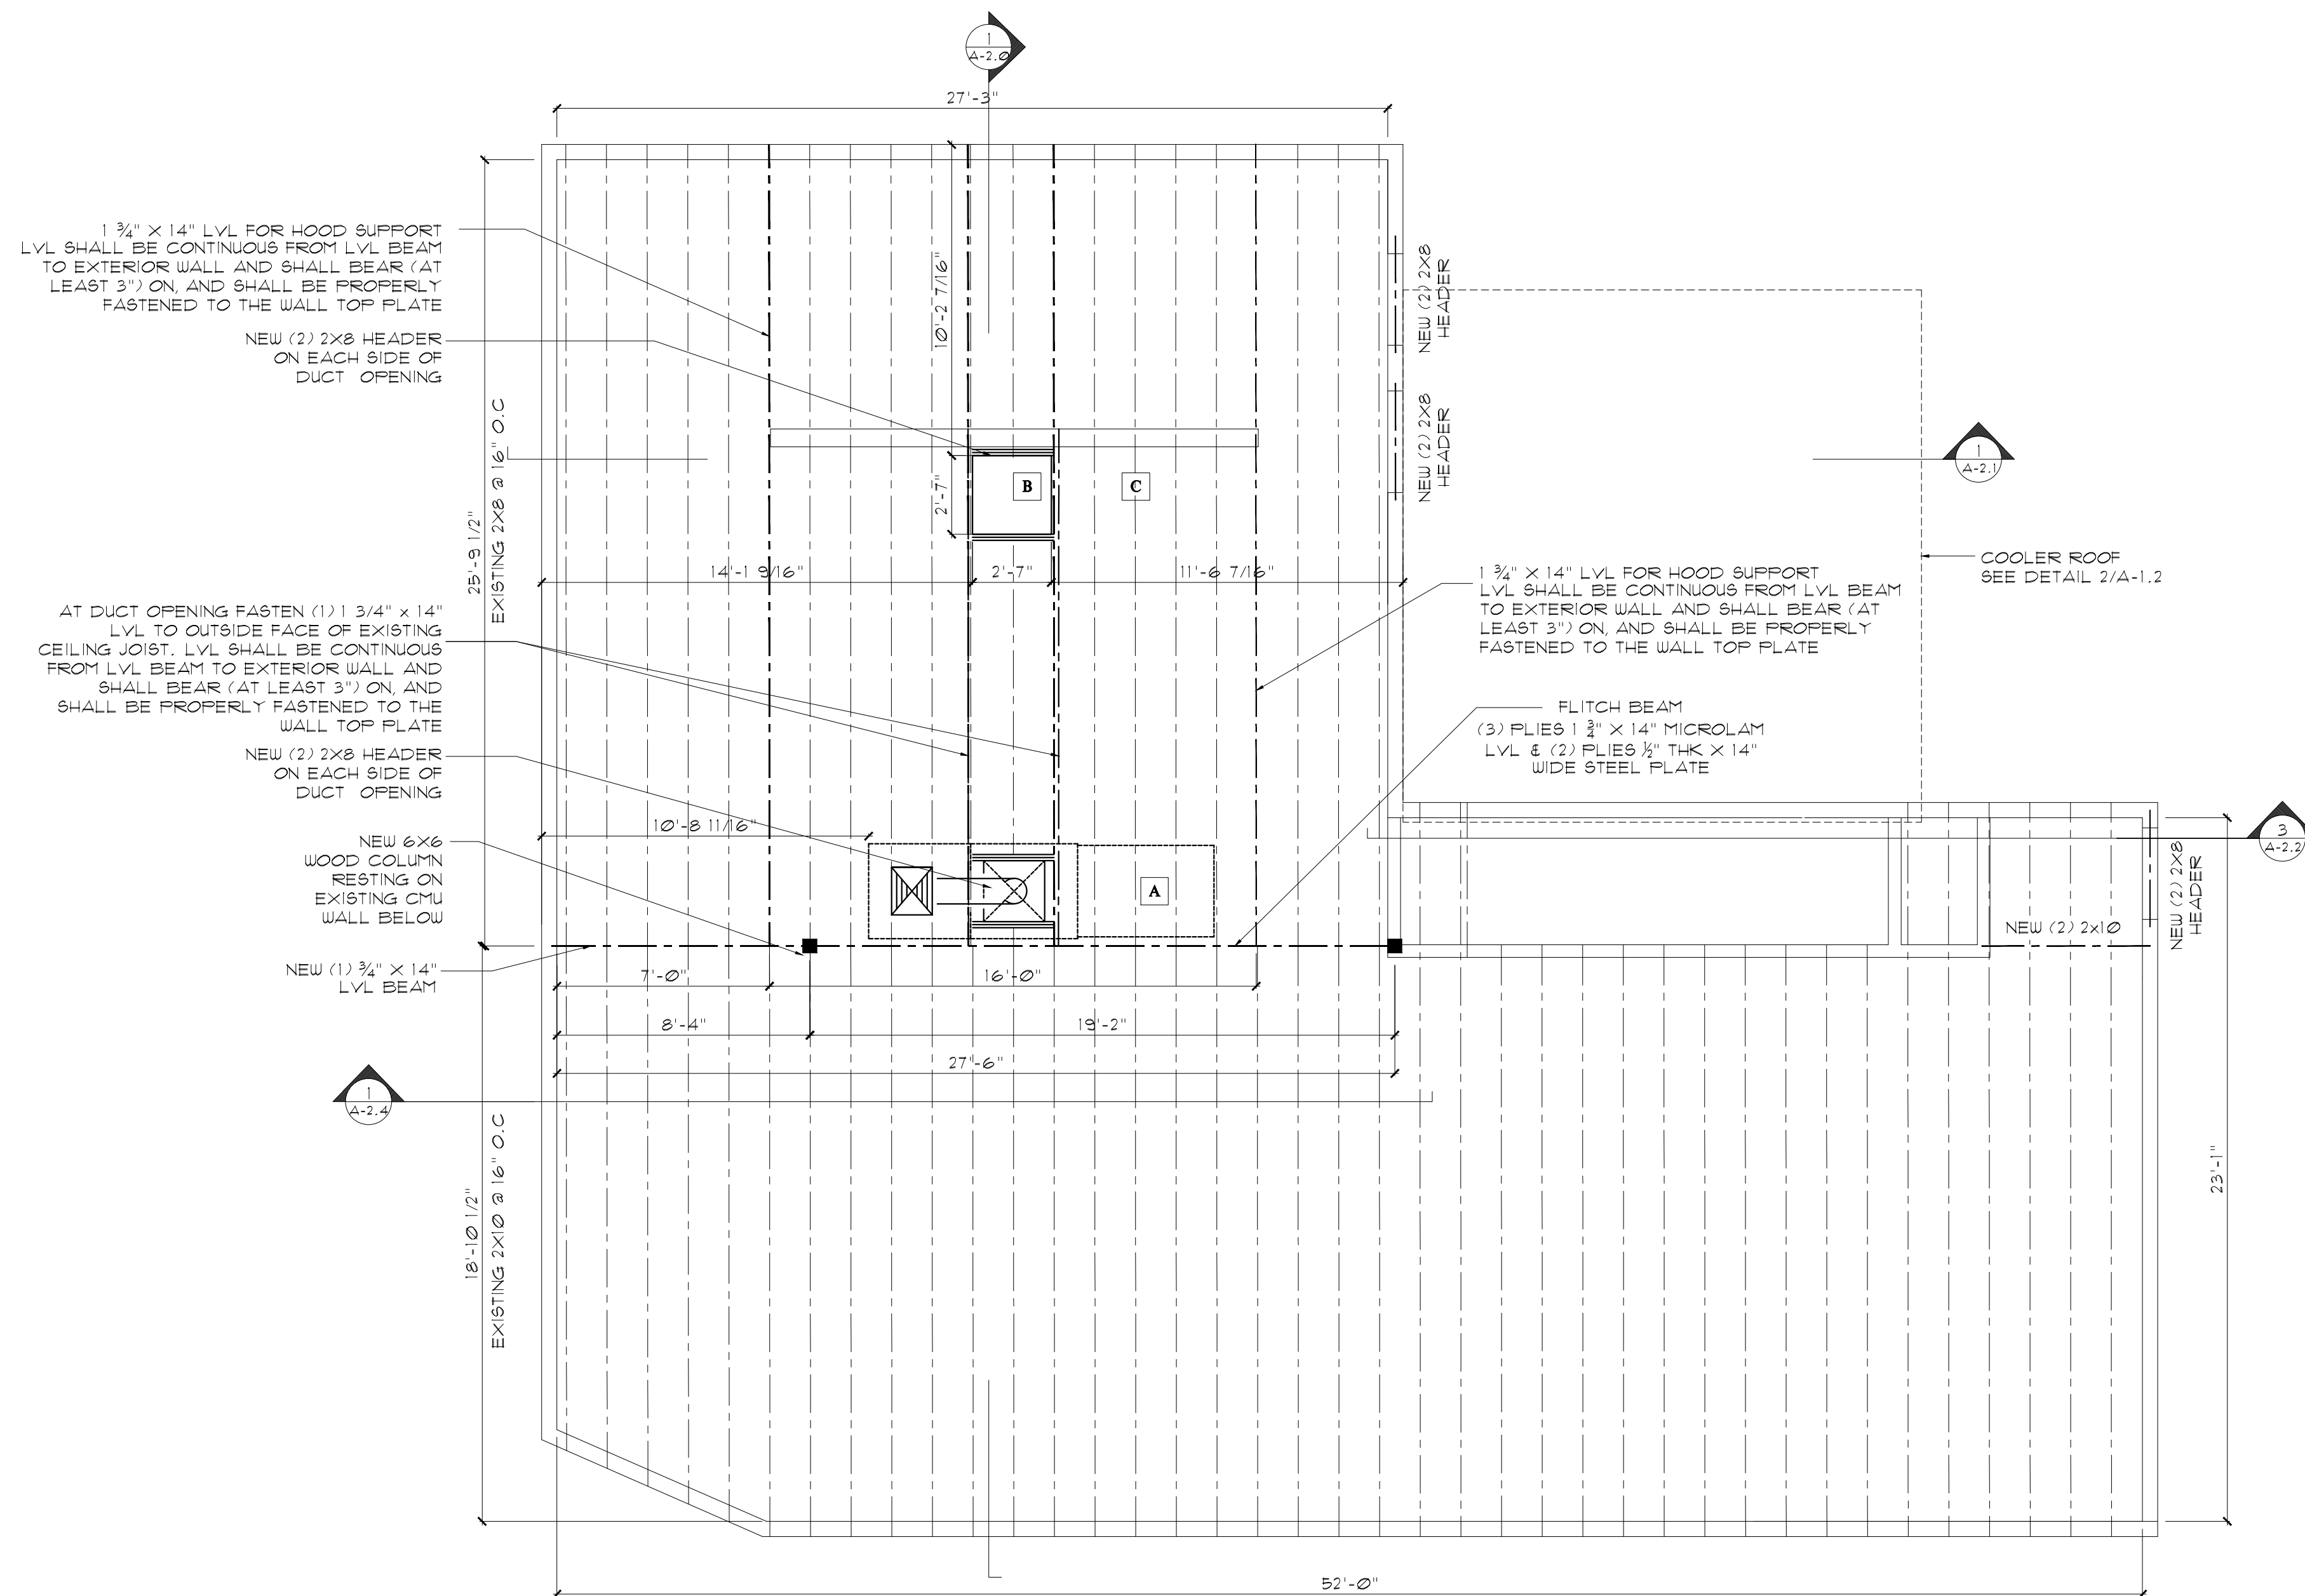 1
A-2.0
27'-3"
1 3/4" X 14" LVL FOR HOOD SUPPORT
LVL SHALL BE CONTINUOUS FROM LVL BEAM
TO EXTERIOR WALL AND SHALL BEAR (AT
LEAST 3") ON, AND SHALL BE PROPERLY
FASTENED TO THE WALL TOP PLATE
NEW (2) 2X8 HEADER
ON EACH SIDE OF
DUCT OPENING
25'-9 1/2"
EXISTING 2X8 @ 16" O.C
10'-2 7/16"
2'-7"
NEW (2) 2X8
HEADER
NEW (2) 2X8
HEADER
B
C
1
A-2.1
14'-1 9/16"
2'-7"
11'-6 7/16"
COOLER ROOF
SEE DETAIL 2/A-1.2
1 3/4" X 14" LVL FOR HOOD SUPPORT
LVL SHALL BE CONTINUOUS FROM LVL BEAM
TO EXTERIOR WALL AND SHALL BEAR (AT
LEAST 3") ON, AND SHALL BE PROPERLY
FASTENED TO THE WALL TOP PLATE
AT DUCT OPENING FASTEN (1) 1 3/4" x 14"
LVL TO OUTSIDE FACE OF EXISTING
CEILING JOIST. LVL SHALL BE CONTINUOUS
FROM LVL BEAM TO EXTERIOR WALL AND
SHALL BEAR (AT LEAST 3") ON, AND
SHALL BE PROPERLY FASTENED TO THE
WALL TOP PLATE
FLITCH BEAM
(3) PLIES 1 3/4" X 14" MICROLAM
LVL & (2) PLIES 1/2" THK X 14"
WIDE STEEL PLATE
NEW (2) 2X8 HEADER
ON EACH SIDE OF
DUCT OPENING
10'-8 11/16"
NEW 6X6
WOOD COLUMN
RESTING ON
EXISTING CMU
WALL BELOW
A
3
A-2.2
NEW (2) 2X8
HEADER
NEW (2) 2x10
NEW (1) 3/4" X 14"
LVL BEAM
7'-0"
16'-0"
8'-4"
19'-2"
27'-6"
1
A-2.4
18'-10 1/2"
EXISTING 2X10 @ 16" O.C
23'-1"
52'-0"